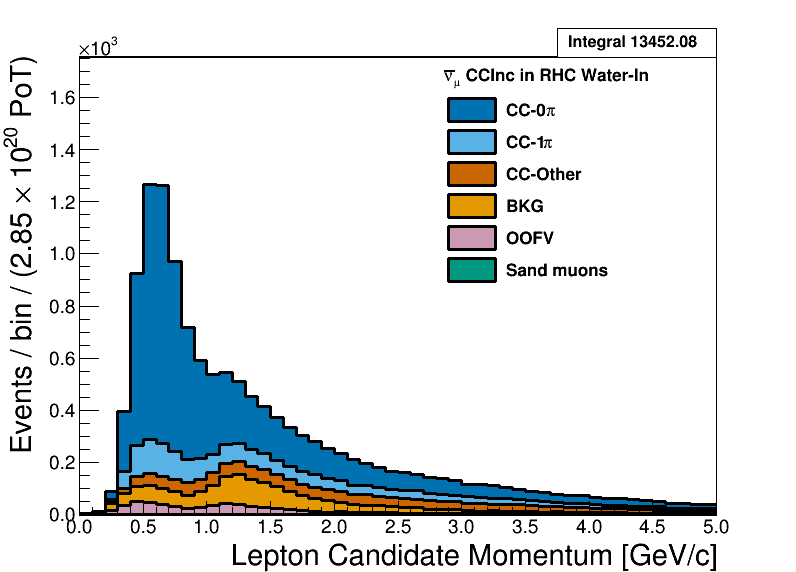 Integral 13452.08
×10³
ν̅μ CCInc in RHC Water-In
CC-0π
CC-1π
CC-Other
BKG
OOFV
Sand muons
Events / bin / (2.85 × 10²⁰ PoT)
1.6
1.4
1.2
1.0
0.8
0.6
0.4
0.2
0.0
0.0 0.5 1.0 1.5 2.0 2.5 3.0 3.5 4.0 4.5 5.0
Lepton Candidate Momentum [GeV/c]